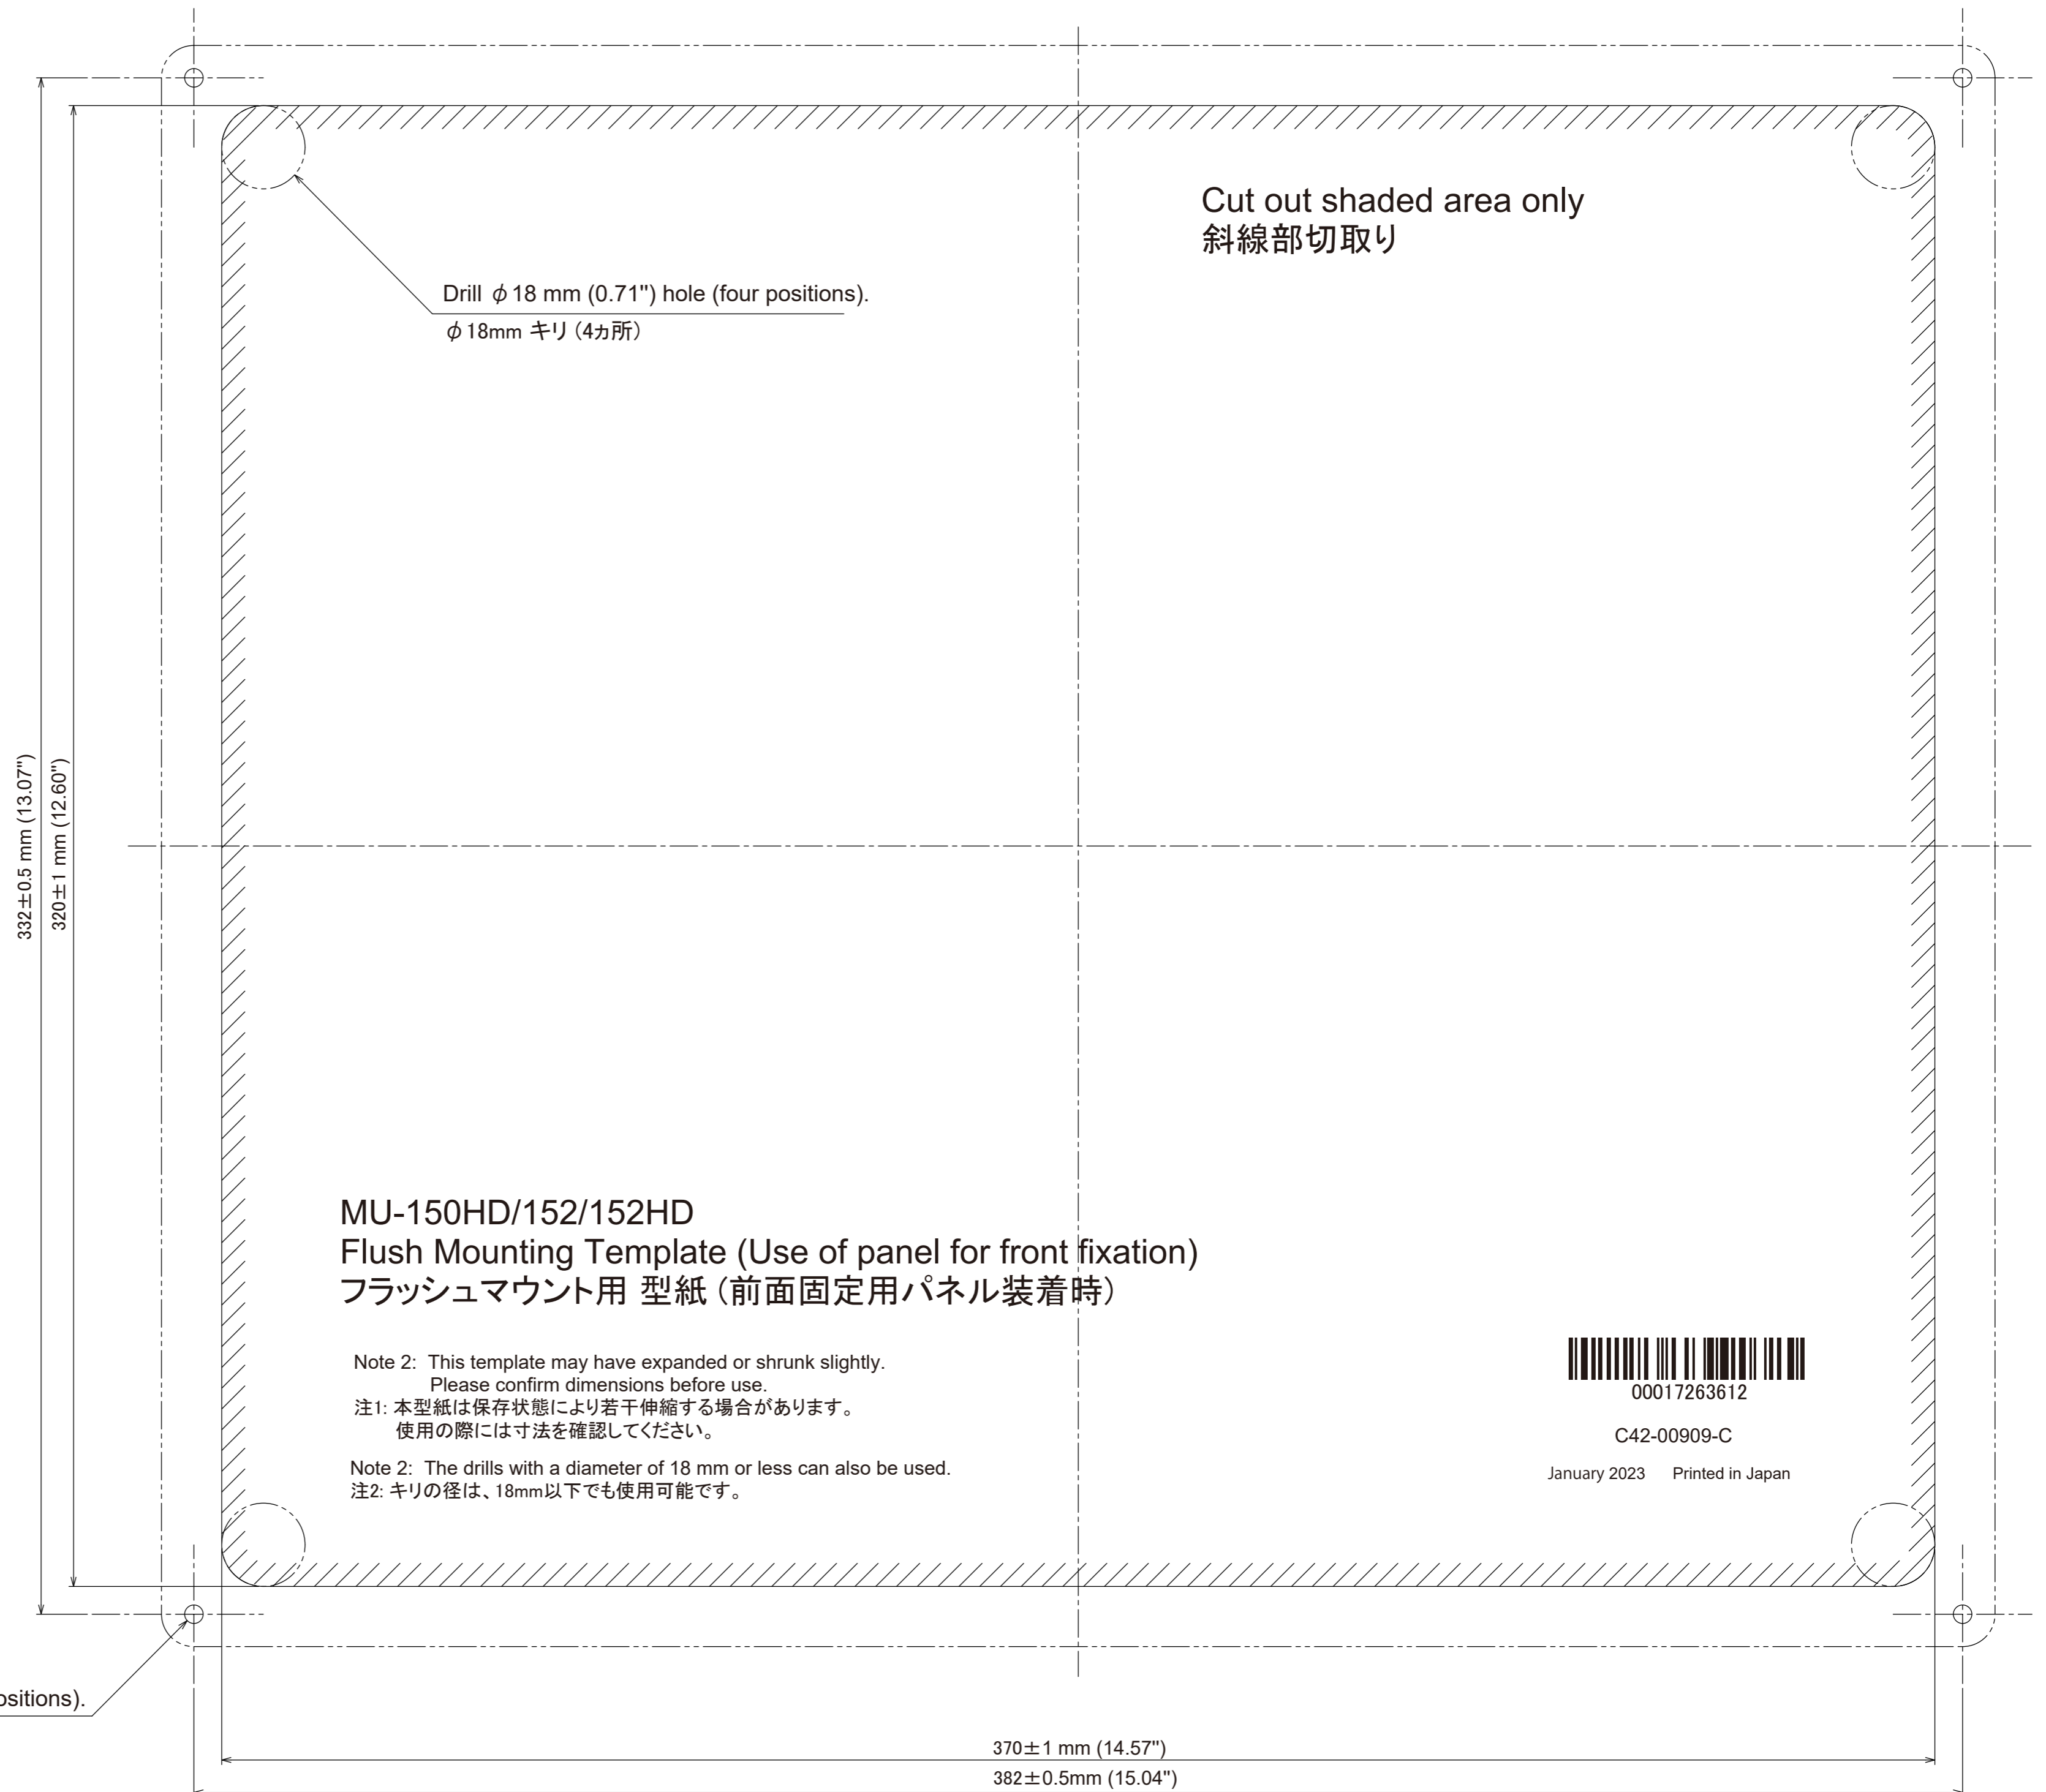 Cut out shaded area only
斜線部切取り
Drill φ18 mm (0.71") hole (four positions).
φ18mm キリ (4ヵ所)
332±0.5 mm (13.07")
320±1 mm (12.60")
MU-150HD/152/152HD
Flush Mounting Template (Use of panel for front fixation)
フラッシュマウント用 型紙 (前面固定用パネル装着時)
Note 2: This template may have expanded or shrunk slightly.
Please confirm dimensions before use.
注1: 本型紙は保存状態により若干伸縮する場合があります。
使用の際には寸法を確認してください。
Note 2: The drills with a diameter of 18 mm or less can also be used.
注2: キリの径は、18mm以下でも使用可能です。
00017263612
C42-00909-C
January 2023 Printed in Japan
ositions).
370±1 mm (14.57")
382±0.5mm (15.04")